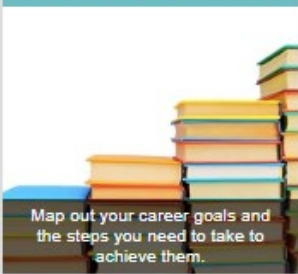 Map out your career goals and
the steps you need to take to
achieve them.